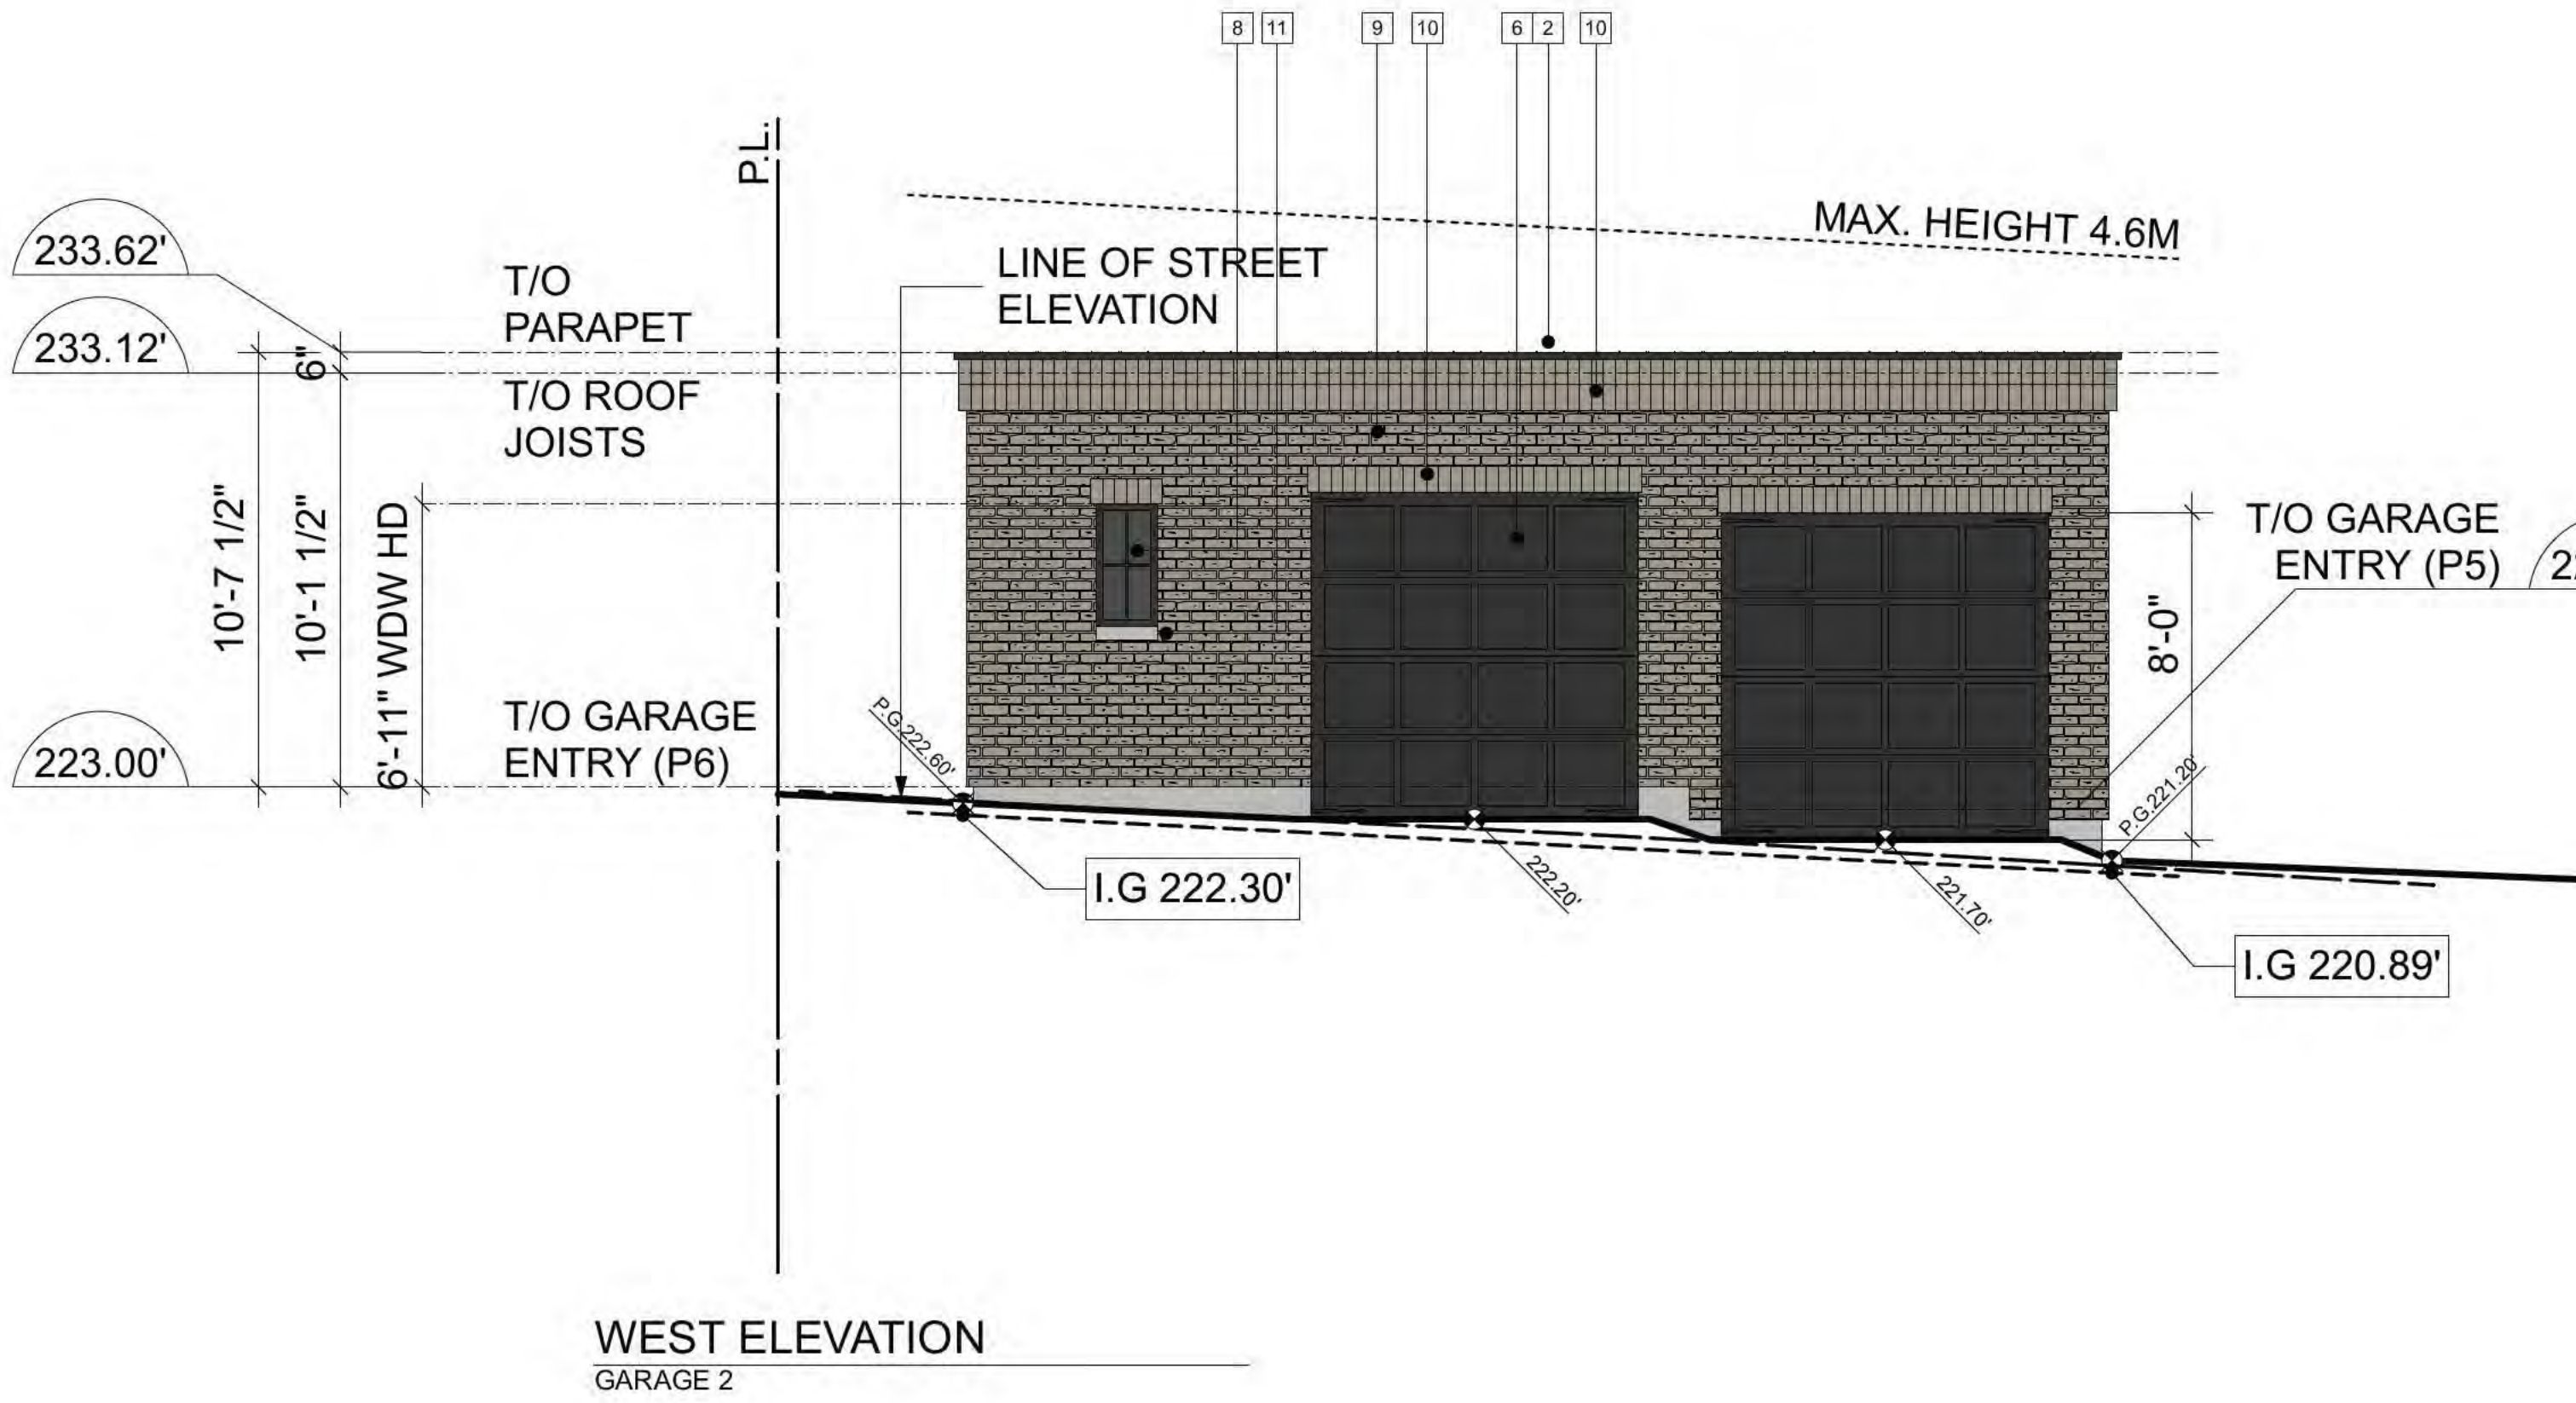 8 11 9 10 6 2 10
P.L.
MAX. HEIGHT 4.6M
233.62'
LINE OF STREET
ELEVATION
T/O
PARAPET
233.12'
6"
T/O ROOF
JOISTS
10'-7 1/2"
10'-1 1/2"
6'-11" WDW HD
T/O GARAGE
ENTRY (P5)
8'-0"
T/O GARAGE
ENTRY (P6)
223.00'
P.G.222.60'
P.G.221.20'
I.G 222.30'
222.20'
221.70'
I.G 220.89'
WEST ELEVATION
GARAGE 2